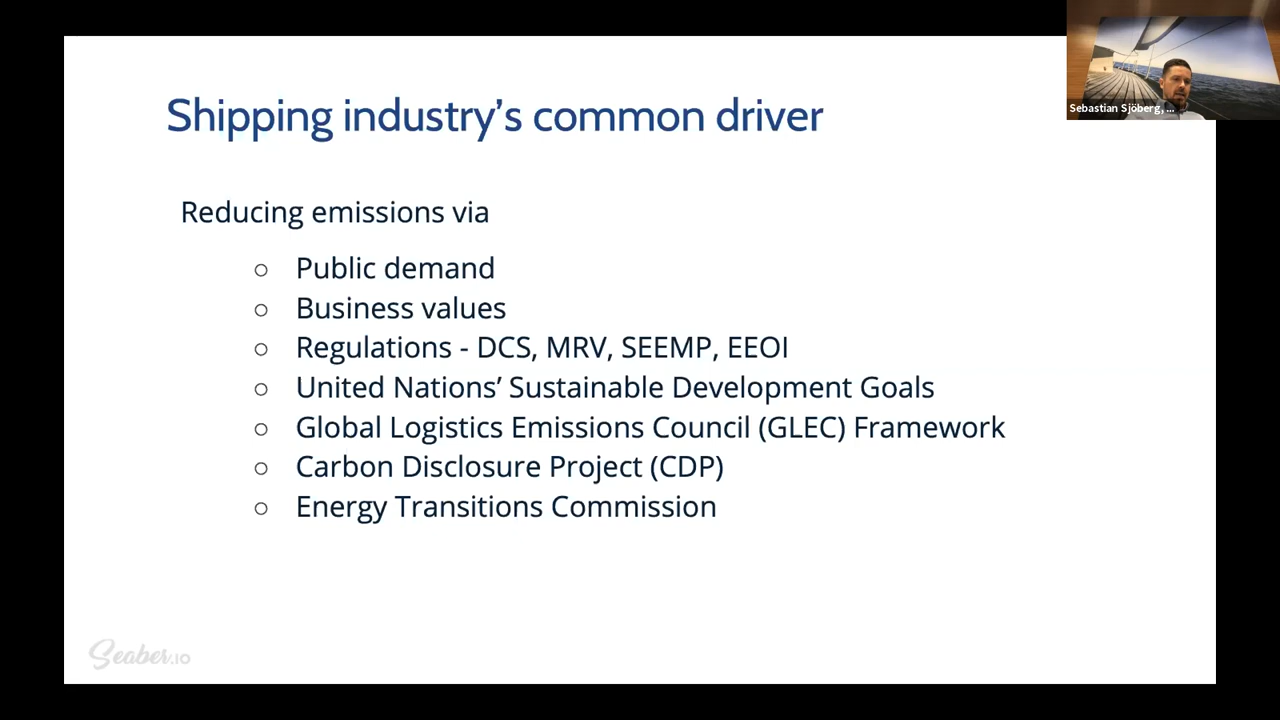 Shipping industry's common driver
Sebastian Sjöberg, ...
Reducing emissions via
○ Public demand
○ Business values
○ Regulations - DCS, MRV, SEEMP, EEOI
○ United Nations' Sustainable Development Goals
○ Global Logistics Emissions Council (GLEC) Framework
○ Carbon Disclosure Project (CDP)
○ Energy Transitions Commission
Seaber.IO